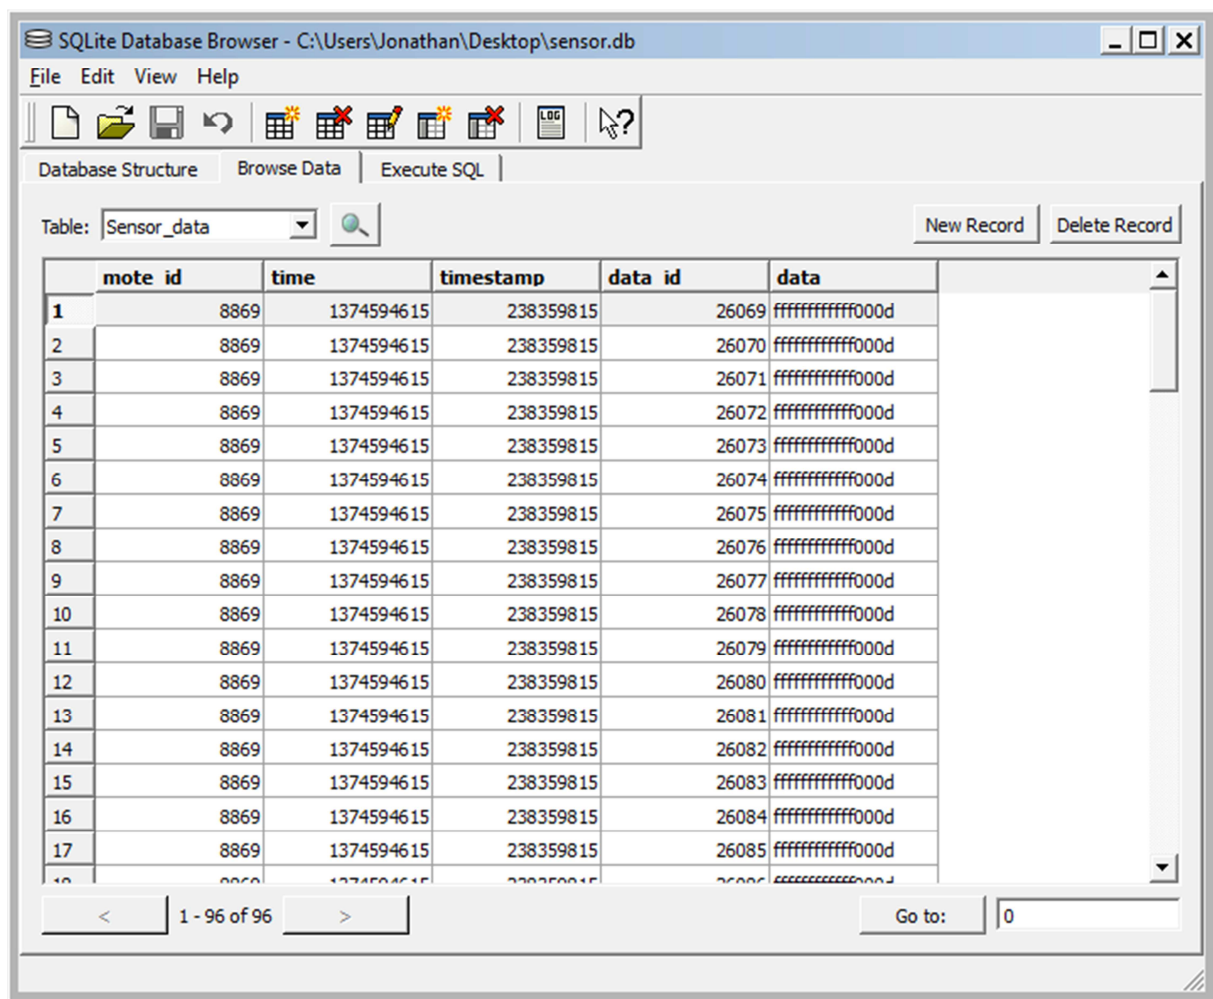 SQLite Database Browser - C:\Users\Jonathan\Desktop\sensor.db
File Edit View Help
LOG ?
Database Structure Browse Data Execute SQL
Table: Sensor_data New Record Delete Record
mote_id time timestamp data_id data
1 8869 1374594615 238359815 26069 ffffffffffff000d
2 8869 1374594615 238359815 26070 ffffffffffff000d
3 8869 1374594615 238359815 26071 ffffffffffff000d
4 8869 1374594615 238359815 26072 ffffffffffff000d
5 8869 1374594615 238359815 26073 ffffffffffff000d
6 8869 1374594615 238359815 26074 ffffffffffff000d
7 8869 1374594615 238359815 26075 ffffffffffff000d
8 8869 1374594615 238359815 26076 ffffffffffff000d
9 8869 1374594615 238359815 26077 ffffffffffff000d
10 8869 1374594615 238359815 26078 ffffffffffff000d
11 8869 1374594615 238359815 26079 ffffffffffff000d
12 8869 1374594615 238359815 26080 ffffffffffff000d
13 8869 1374594615 238359815 26081 ffffffffffff000d
14 8869 1374594615 238359815 26082 ffffffffffff000d
15 8869 1374594615 238359815 26083 ffffffffffff000d
16 8869 1374594615 238359815 26084 ffffffffffff000d
17 8869 1374594615 238359815 26085 ffffffffffff000d
< 1 - 96 of 96 > Go to: 0